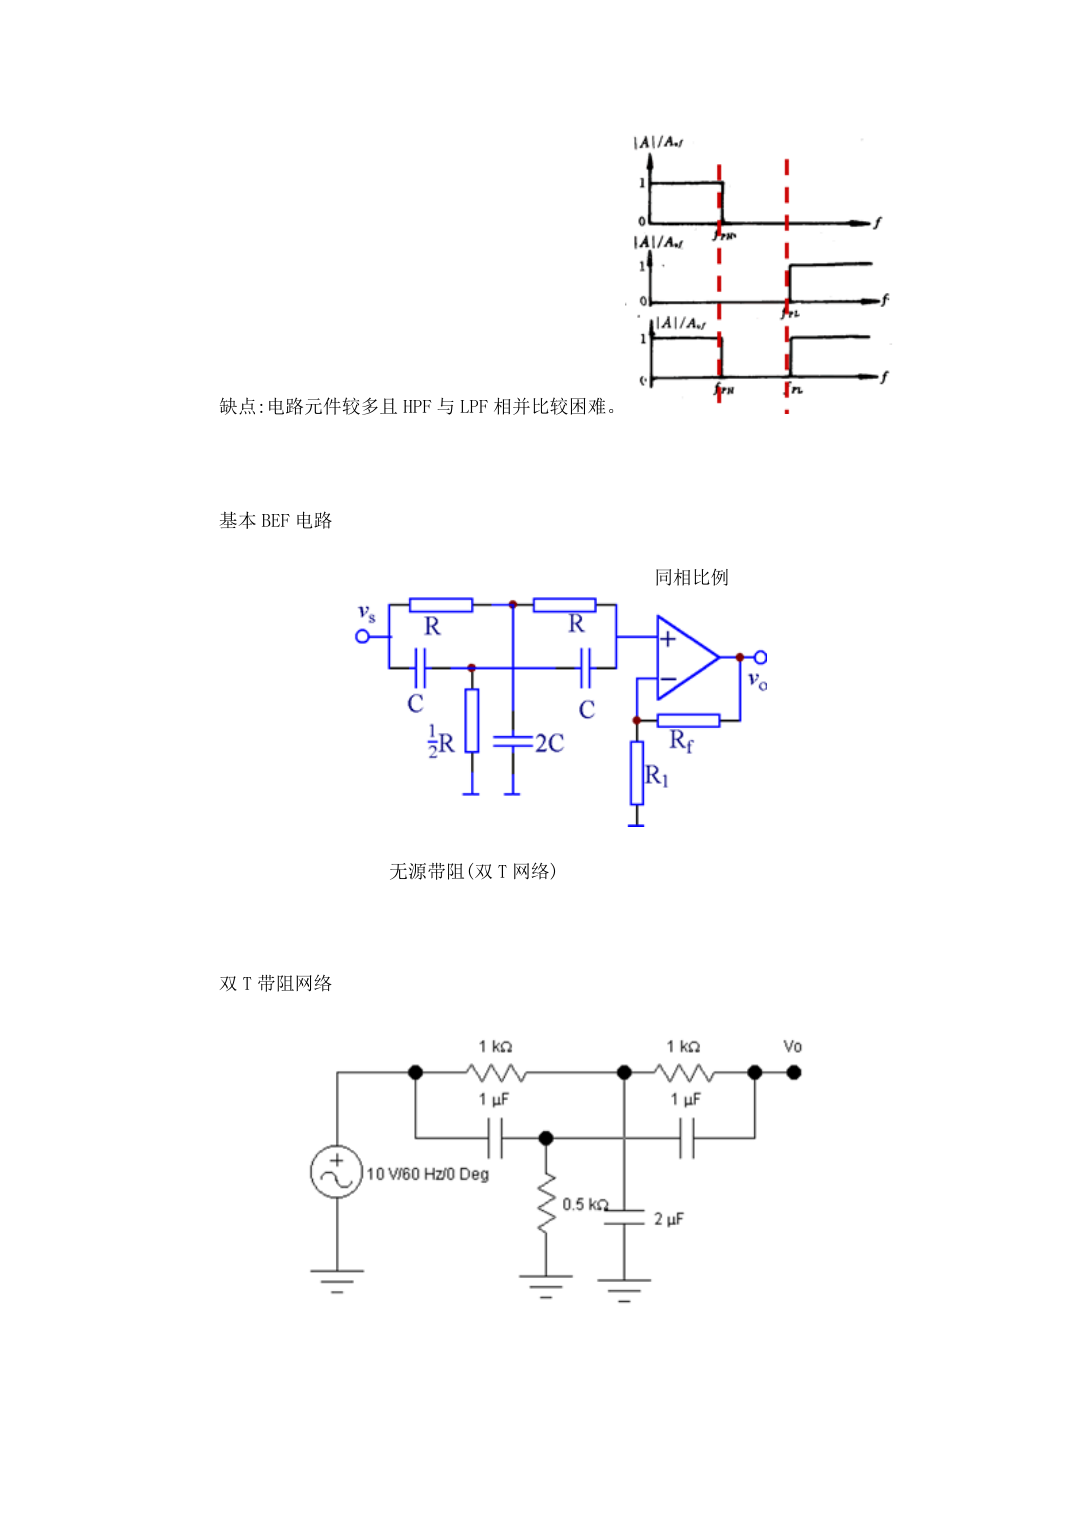 |A|/A
1
0
f
|A|/A
1
0
f
|A|/A
1
f
缺点:电路元件较多且 HPF 与 LPF 相并比较困难。
基本 BEF 电路
同相比例
vs
R
R
+
−
vo
C
C
½R
2C
Rf
R1
无源带阻(双 T 网络)
双 T 带阻网络
1 kΩ
1 kΩ
Vo
1 μF
1 μF
10 V/60 Hz/0 Deg
0.5 kΩ
2 μF